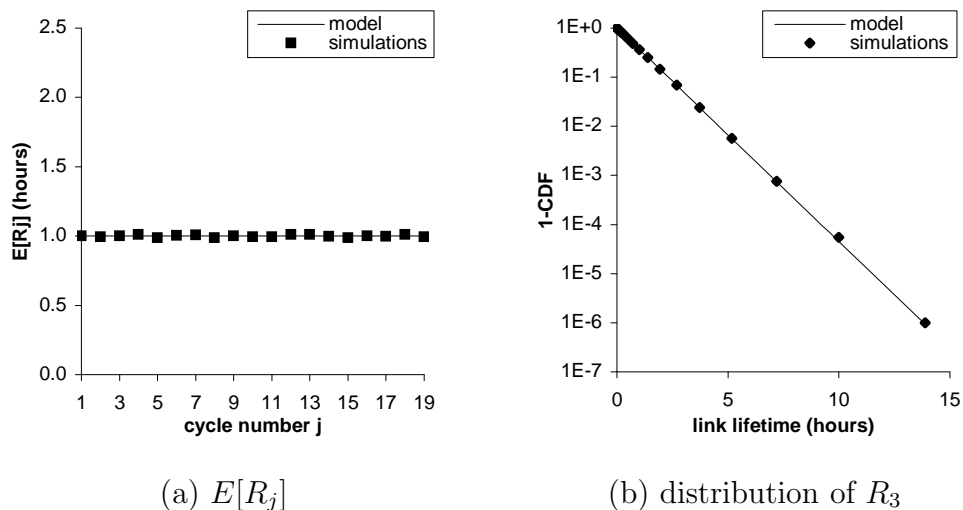 model
simulations
2.5
2.0
1.5
1.0
0.5
0.0
E[Rj] (hours)
1 3 5 7 9 11 13 15 17 19
cycle number j
(a) E[R_j]
model
simulations
1E+0
1E-1
1E-2
1E-3
1E-4
1E-5
1E-6
1E-7
1-CDF
0 5 10 15
link lifetime (hours)
(b) distribution of R_3